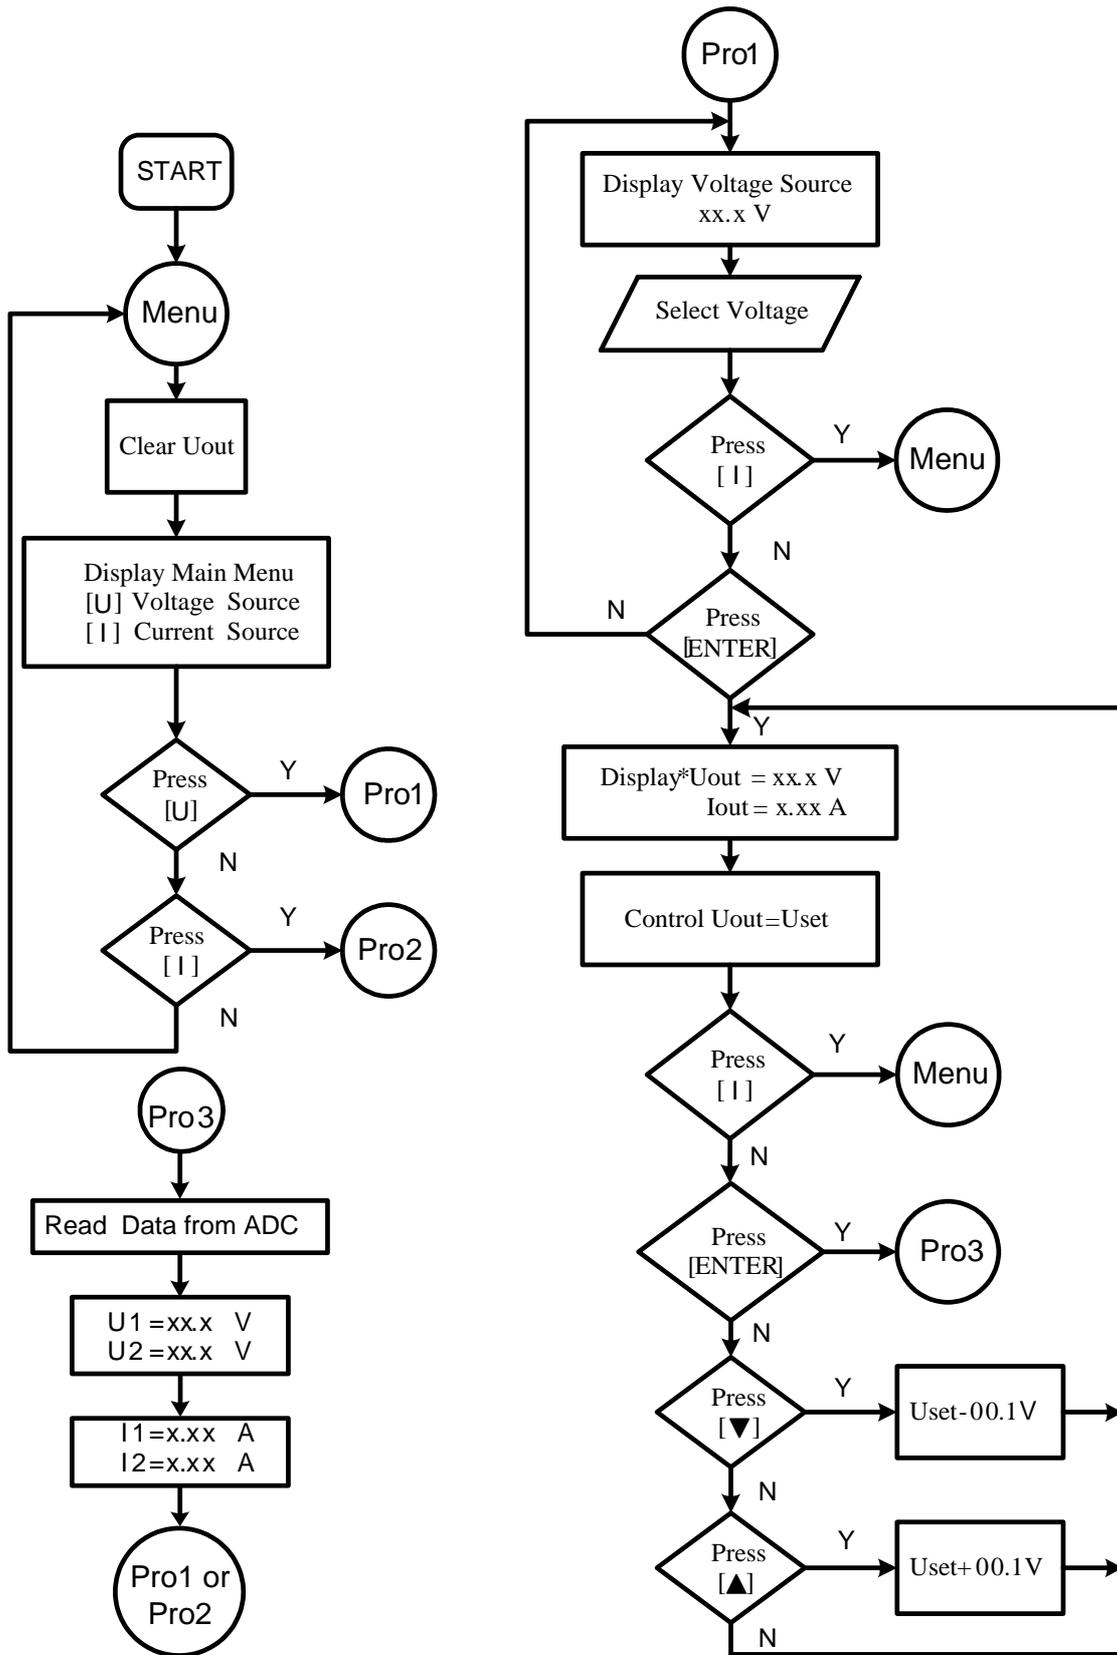 START
Menu
Clear Uout
Display Main Menu
[U] Voltage Source
[I] Current Source
Press
[U]
Y
Pro1
N
Press
[I]
Y
Pro2
N
Pro3
Read Data from ADC
U1=xx.x V
U2=xx.x V
I1=x.xx A
I2=x.xx A
Pro1 or
Pro2
Pro1
Display Voltage Source
xx.x V
Select Voltage
Press
[I]
Y
Menu
N
Press
[ENTER]
N
Y
Display*Uout = xx.x V
Iout = x.xx A
Control Uout=Uset
Press
[I]
Y
Menu
N
Press
[ENTER]
Y
Pro3
N
Press
[▼]
Y
Uset-00.1V
N
Press
[▲]
Y
Uset+00.1V
N